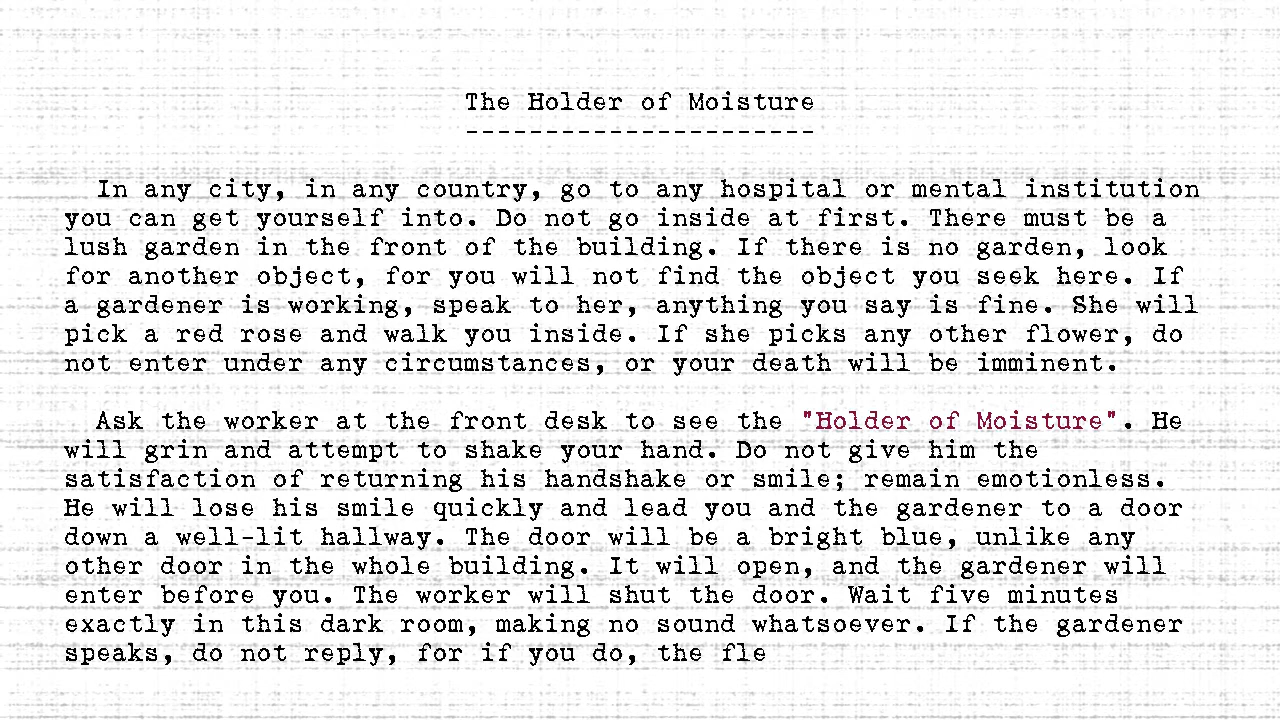 The Holder of Moisture
----------------------
In any city, in any country, go to any hospital or mental institution
you can get yourself into. Do not go inside at first. There must be a
lush garden in the front of the building. If there is no garden, look
for another object, for you will not find the object you seek here. If
a gardener is working, speak to her, anything you say is fine. She will
pick a red rose and walk you inside. If she picks any other flower, do
not enter under any circumstances, or your death will be imminent.
Ask the worker at the front desk to see the "Holder of Moisture". He
will grin and attempt to shake your hand. Do not give him the
satisfaction of returning his handshake or smile; remain emotionless.
He will lose his smile quickly and lead you and the gardener to a door
down a well-lit hallway. The door will be a bright blue, unlike any
other door in the whole building. It will open, and the gardener will
enter before you. The worker will shut the door. Wait five minutes
exactly in this dark room, making no sound whatsoever. If the gardener
speaks, do not reply, for if you do, the fle